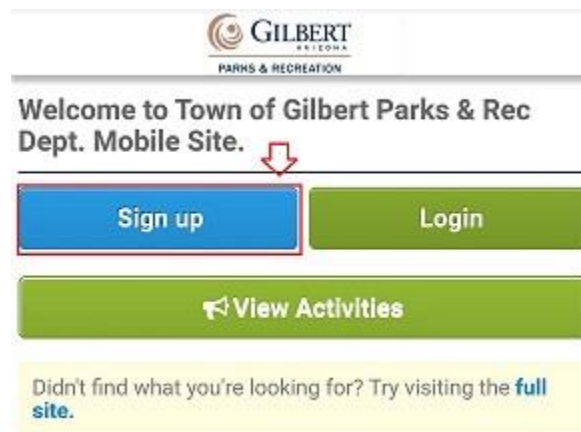 GILBERT
ARIZONA
PARKS & RECREATION
Welcome to Town of Gilbert Parks & Rec
Dept. Mobile Site.
Sign up
Login
View Activities
Didn't find what you're looking for? Try visiting the full
site.